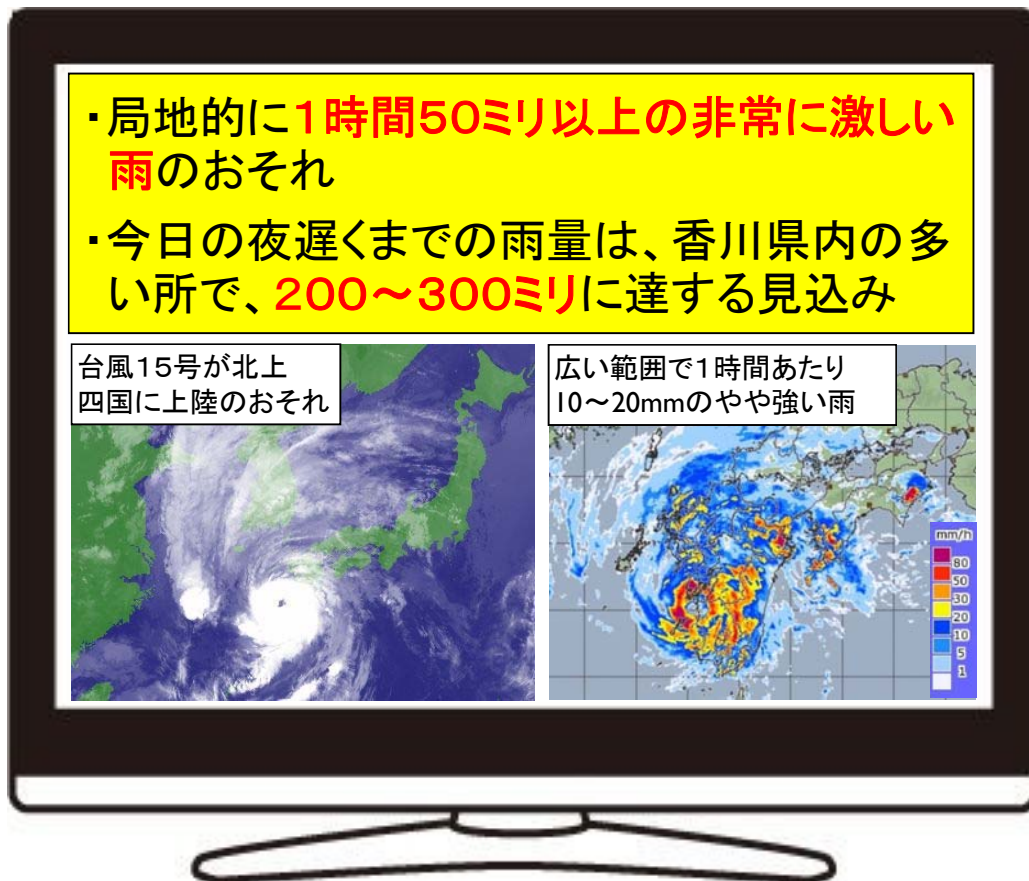 ・局地的に１時間５０ミリ以上の非常に激しい
雨のおそれ
・今日の夜遅くまでの雨量は、香川県内の多
い所で、２００～３００ミリに達する見込み
台風１５号が北上
四国に上陸のおそれ
広い範囲で１時間あたり
10～20mmのやや強い雨
mm/h
80
50
30
20
10
5
1